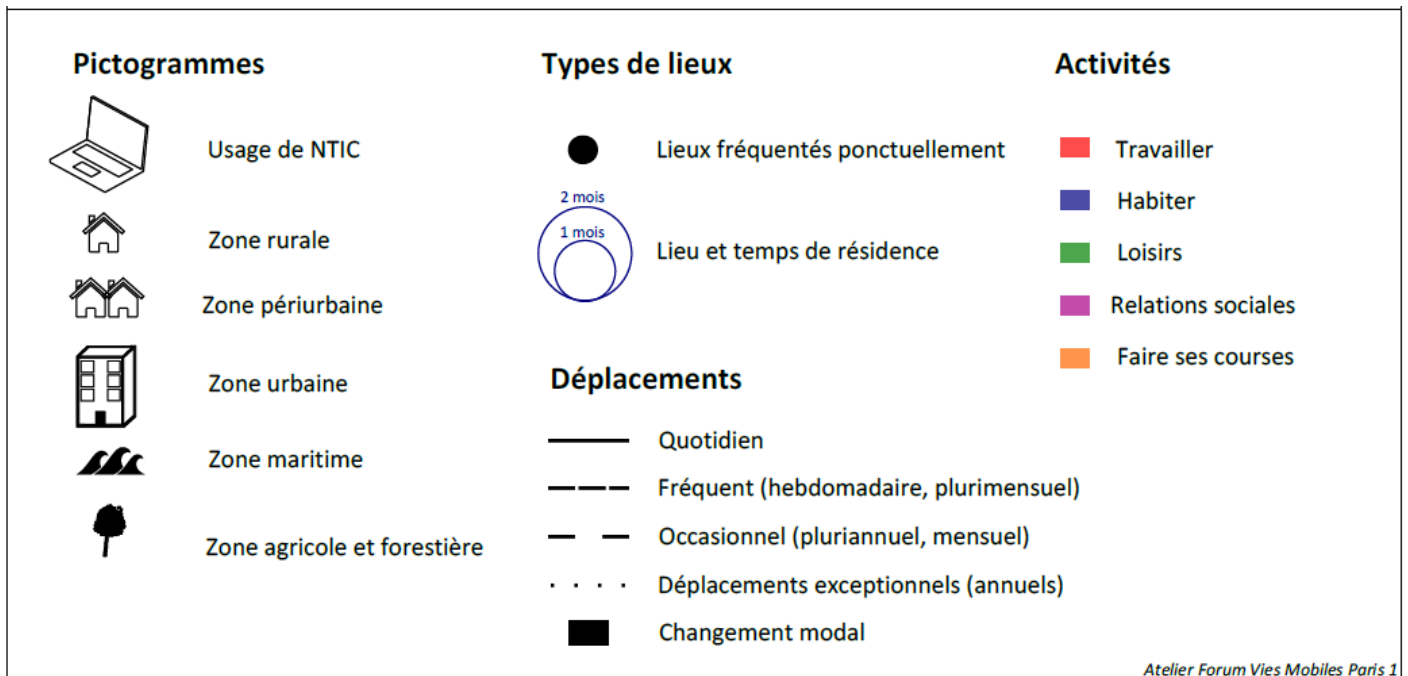 Pictogrammes
Usage de NTIC
Zone rurale
Zone périurbaine
Zone urbaine
Zone maritime
Zone agricole et forestière
Types de lieux
Lieux fréquentés ponctuellement
2 mois
1 mois
Lieu et temps de résidence
Déplacements
Quotidien
Fréquent (hebdomadaire, plurimensuel)
Occasionnel (pluriannuel, mensuel)
Déplacements exceptionnels (annuels)
Changement modal
Activités
Travailler
Habiter
Loisirs
Relations sociales
Faire ses courses
Atelier Forum Vies Mobiles Paris 1